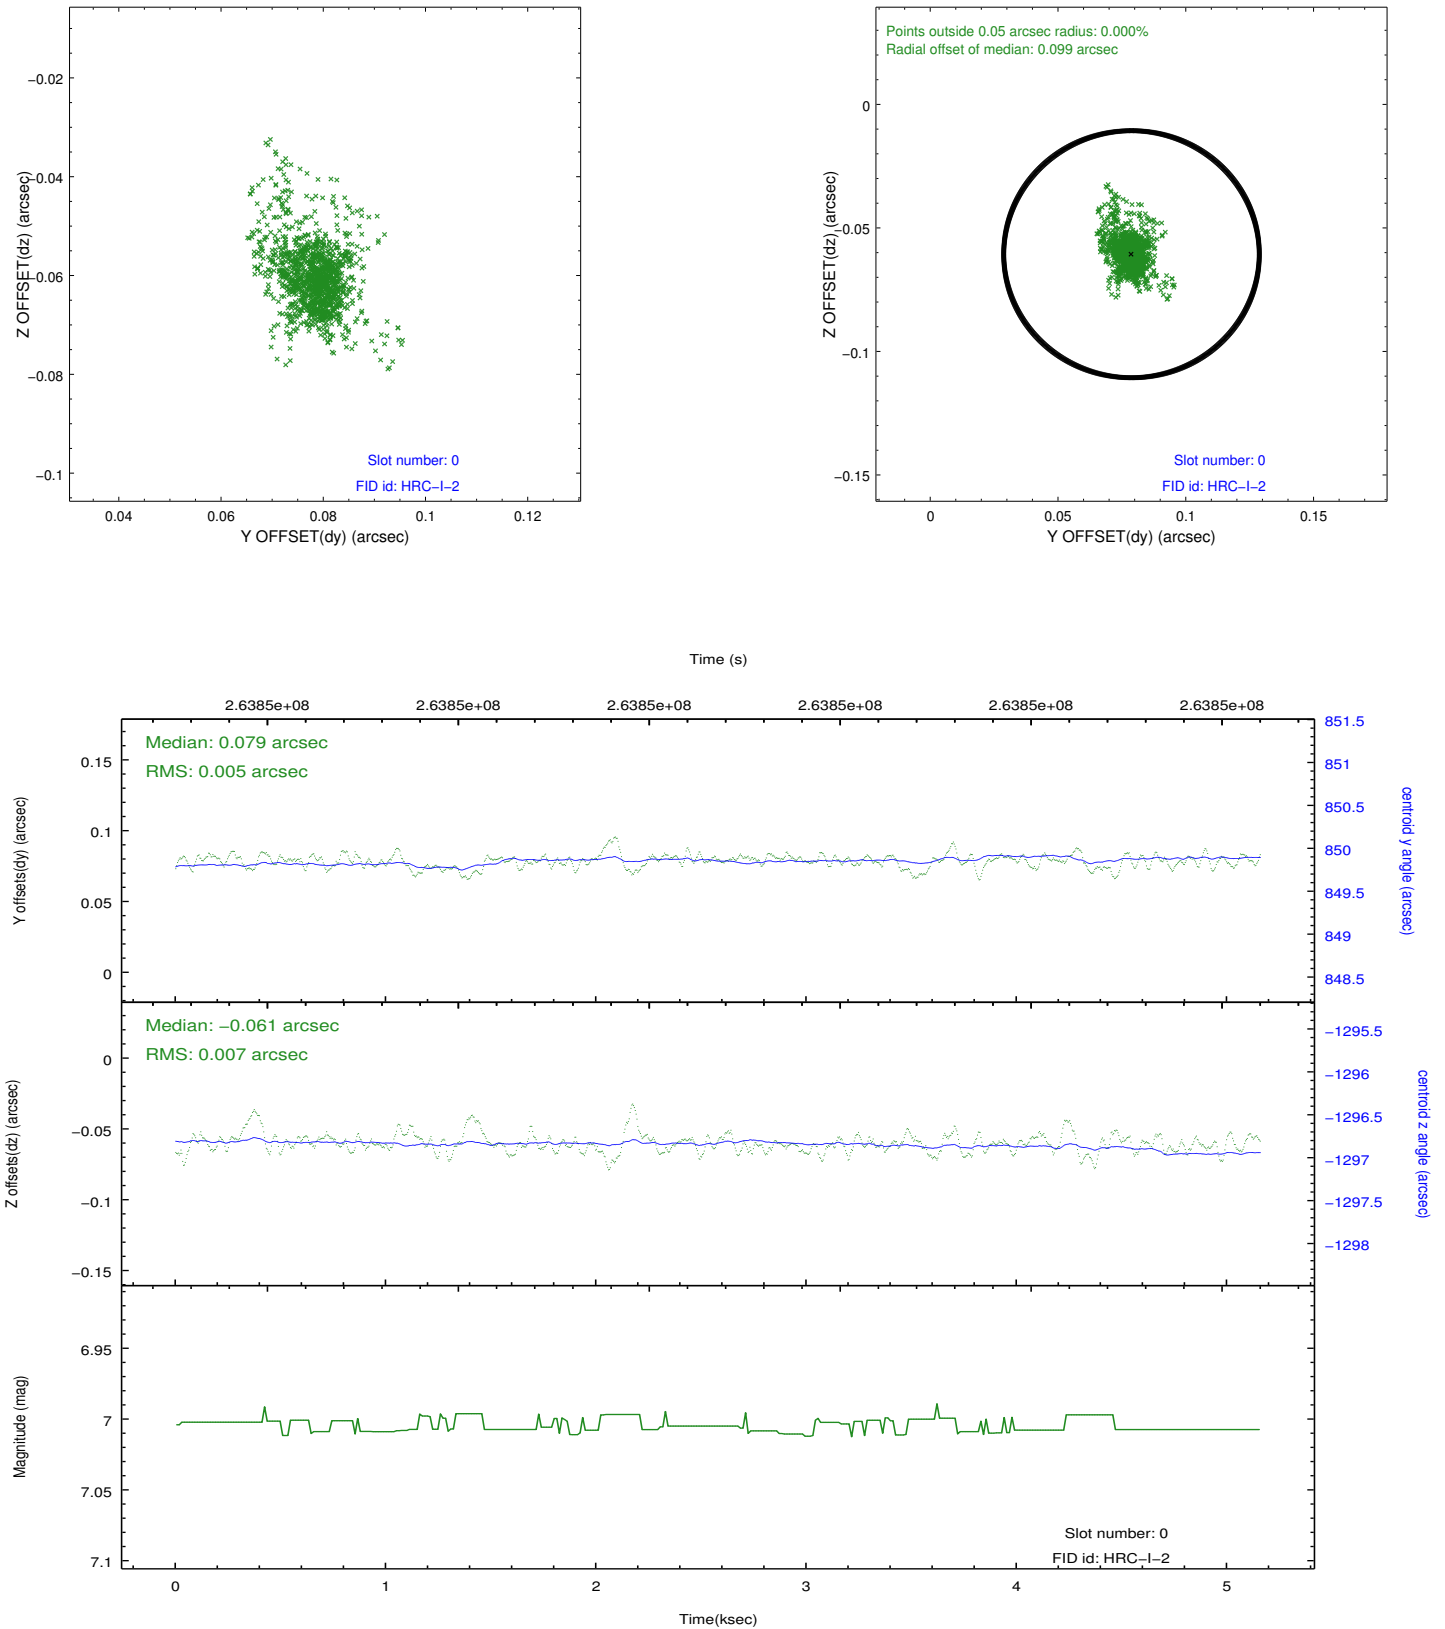 −0.02
−0.04
−0.06
−0.08
−0.1
Z OFFSET(dz) (arcsec)
Slot number: 0
FID id: HRC−I−2
0.04 0.06 0.08 0.1 0.12
Y OFFSET(dy) (arcsec)
Points outside 0.05 arcsec radius: 0.000%
Radial offset of median: 0.099 arcsec
0
−0.05
−0.1
−0.15
Z OFFSET(dz) (arcsec)
Slot number: 0
FID id: HRC−I−2
0 0.05 0.1 0.15
Y OFFSET(dy) (arcsec)
Time (s)
2.6385e+08 2.6385e+08 2.6385e+08 2.6385e+08 2.6385e+08 2.6385e+08
Median: 0.079 arcsec
RMS: 0.005 arcsec
0.15
0.1
0.05
0
Y offsets(dy) (arcsec)
851.5
851
850.5
850
849.5
849
848.5
centroid y angle (arcsec)
Median: −0.061 arcsec
RMS: 0.007 arcsec
0
−0.05
−0.1
−0.15
Z offsets(dz) (arcsec)
−1295.5
−1296
−1296.5
−1297
−1297.5
−1298
centroid z angle (arcsec)
6.95
7
7.05
7.1
Magnitude (mag)
Slot number: 0
FID id: HRC−I−2
0 1 2 3 4 5
Time(ksec)